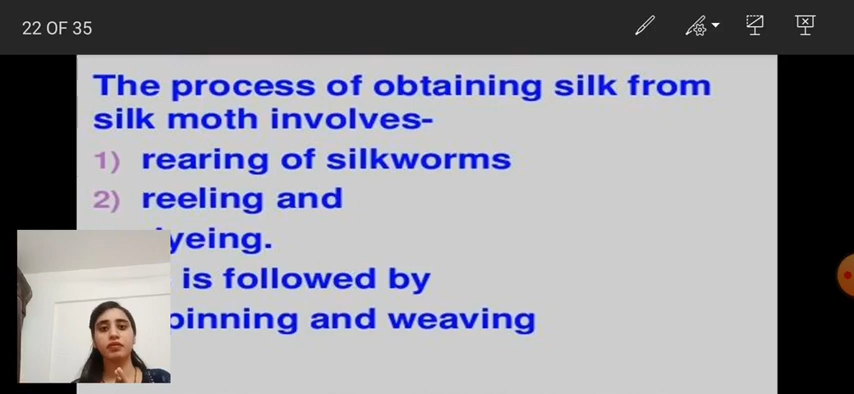 22 OF 35
The process of obtaining silk from
silk moth involves-
1) rearing of silkworms
2) reeling and
yeing.
is followed by
pinning and weaving